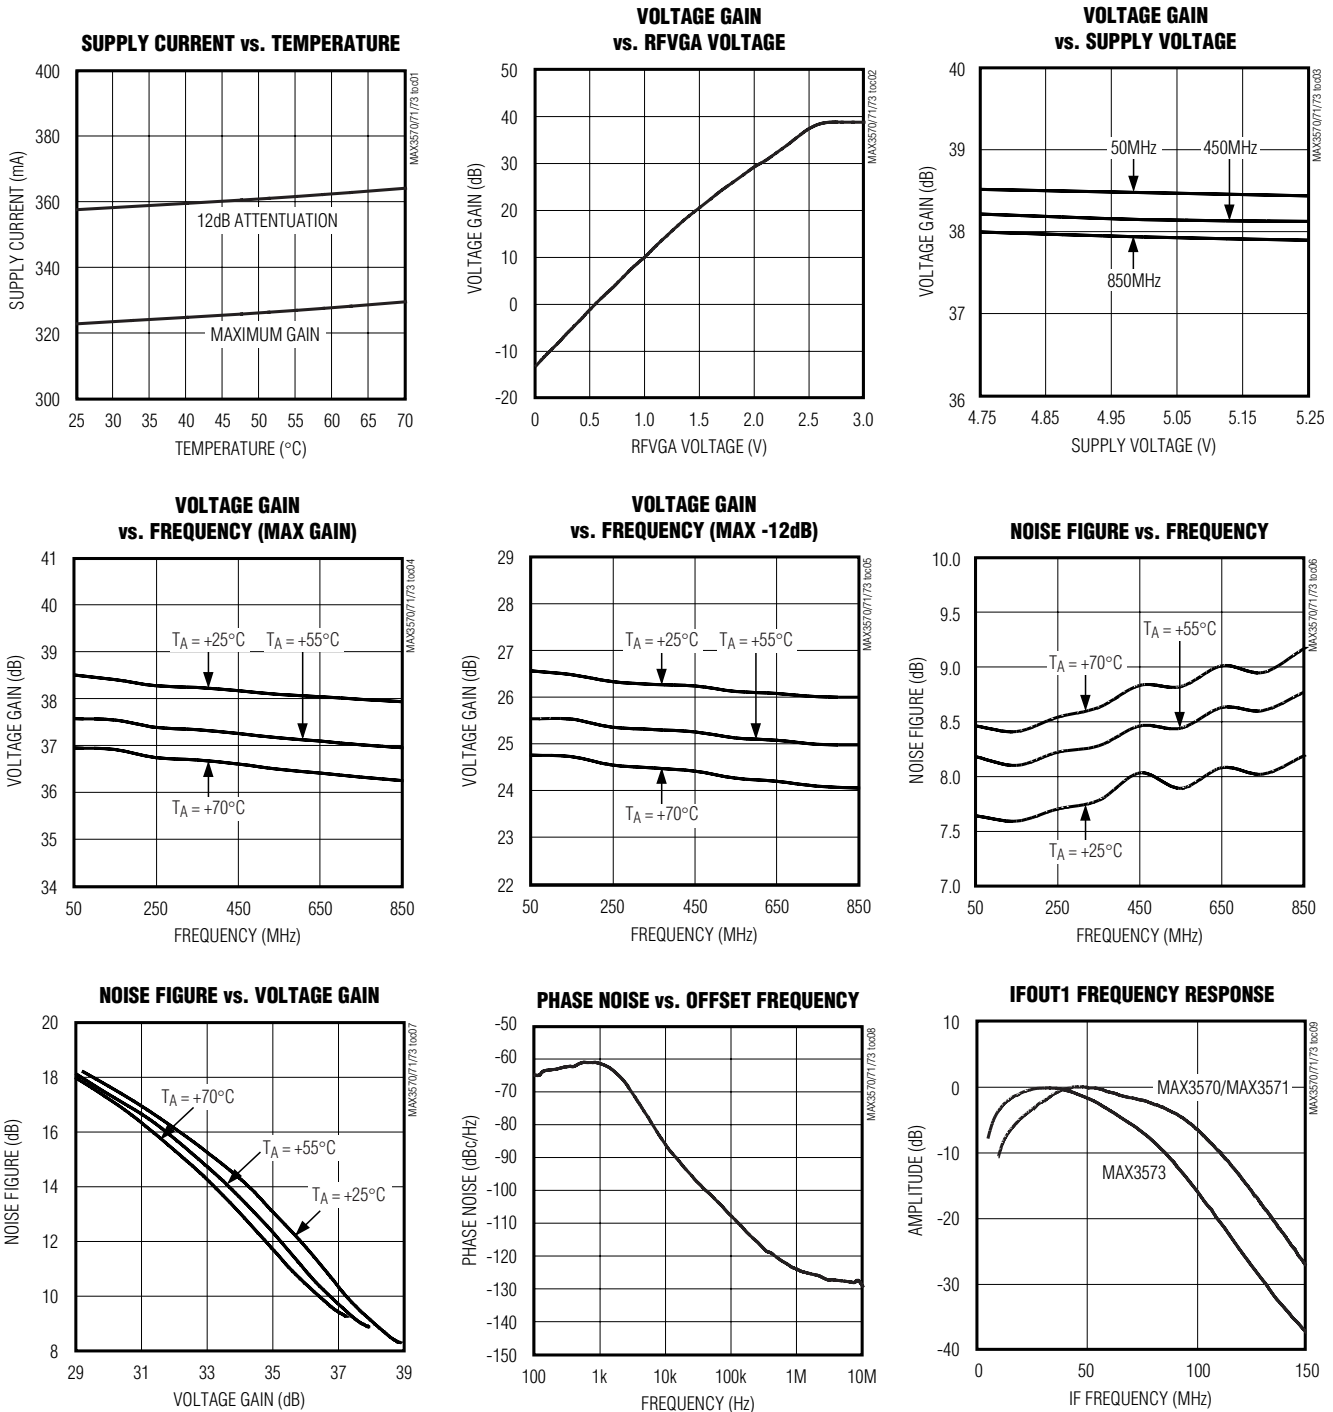 SUPPLY CURRENT vs. TEMPERATURE
400
380
360
340
320
300
SUPPLY CURRENT (mA)
12dB ATTENTUATION
MAXIMUM GAIN
25 30 35 40 45 50 55 60 65 70
TEMPERATURE (°C)
MAX3570/71/73 toc01
VOLTAGE GAIN
vs. RFVGA VOLTAGE
50
40
30
20
10
0
-10
-20
VOLTAGE GAIN (dB)
0 0.5 1.0 1.5 2.0 2.5 3.0
RFVGA VOLTAGE (V)
MAX3570/71/73 toc02
VOLTAGE GAIN
vs. SUPPLY VOLTAGE
40
39
38
37
36
VOLTAGE GAIN (dB)
50MHz
450MHz
850MHz
4.75 4.85 4.95 5.05 5.15 5.25
SUPPLY VOLTAGE (V)
MAX3570/71/73 toc03
VOLTAGE GAIN
vs. FREQUENCY (MAX GAIN)
41
40
39
38
37
36
35
34
VOLTAGE GAIN (dB)
TA = +25°C
TA = +55°C
TA = +70°C
50 250 450 650 850
FREQUENCY (MHz)
MAX3570/71/73 toc04
VOLTAGE GAIN
vs. FREQUENCY (MAX -12dB)
29
28
27
26
25
24
23
22
VOLTAGE GAIN (dB)
TA = +25°C
TA = +55°C
TA = +70°C
50 250 450 650 850
FREQUENCY (MHz)
MAX3570/71/73 toc05
NOISE FIGURE vs. FREQUENCY
10.0
9.5
9.0
8.5
8.0
7.5
7.0
NOISE FIGURE (dB)
TA = +55°C
TA = +70°C
TA = +25°C
50 250 450 650 850
FREQUENCY (MHz)
MAX3570/71/73 toc06
NOISE FIGURE vs. VOLTAGE GAIN
20
18
16
14
12
10
8
NOISE FIGURE (dB)
TA = +70°C
TA = +55°C
TA = +25°C
29 31 33 35 37 39
VOLTAGE GAIN (dB)
MAX3570/71/73 toc07
PHASE NOISE vs. OFFSET FREQUENCY
-50
-60
-70
-80
-90
-100
-110
-120
-130
-140
-150
PHASE NOISE (dBc/Hz)
100 1k 10k 100k 1M 10M
FREQUENCY (Hz)
MAX3570/71/73 toc08
IFOUT1 FREQUENCY RESPONSE
10
0
-10
-20
-30
-40
AMPLITUDE (dB)
MAX3570/MAX3571
MAX3573
0 50 100 150
IF FREQUENCY (MHz)
MAX3570/71/73 toc09